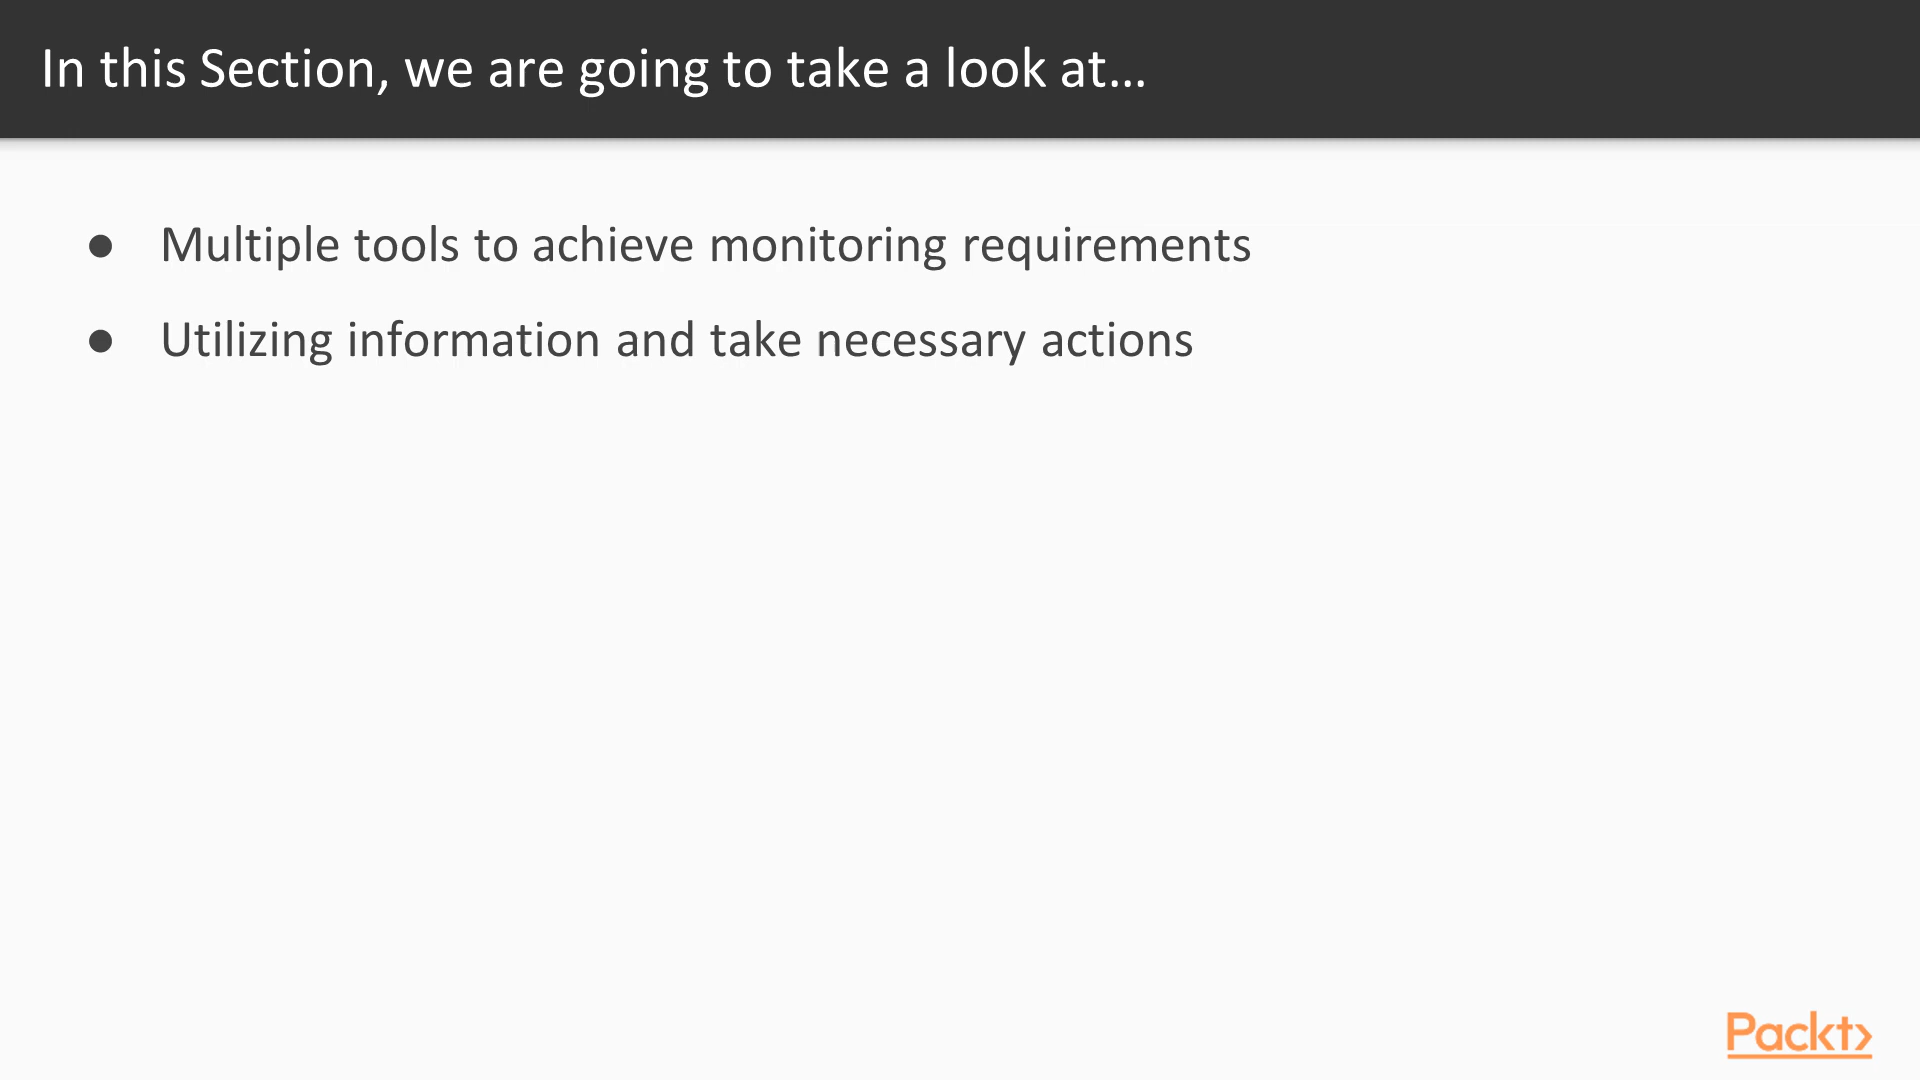 In this Section, we are going to take a look at...
● Multiple tools to achieve monitoring requirements
● Utilizing information and take necessary actions
Packt>